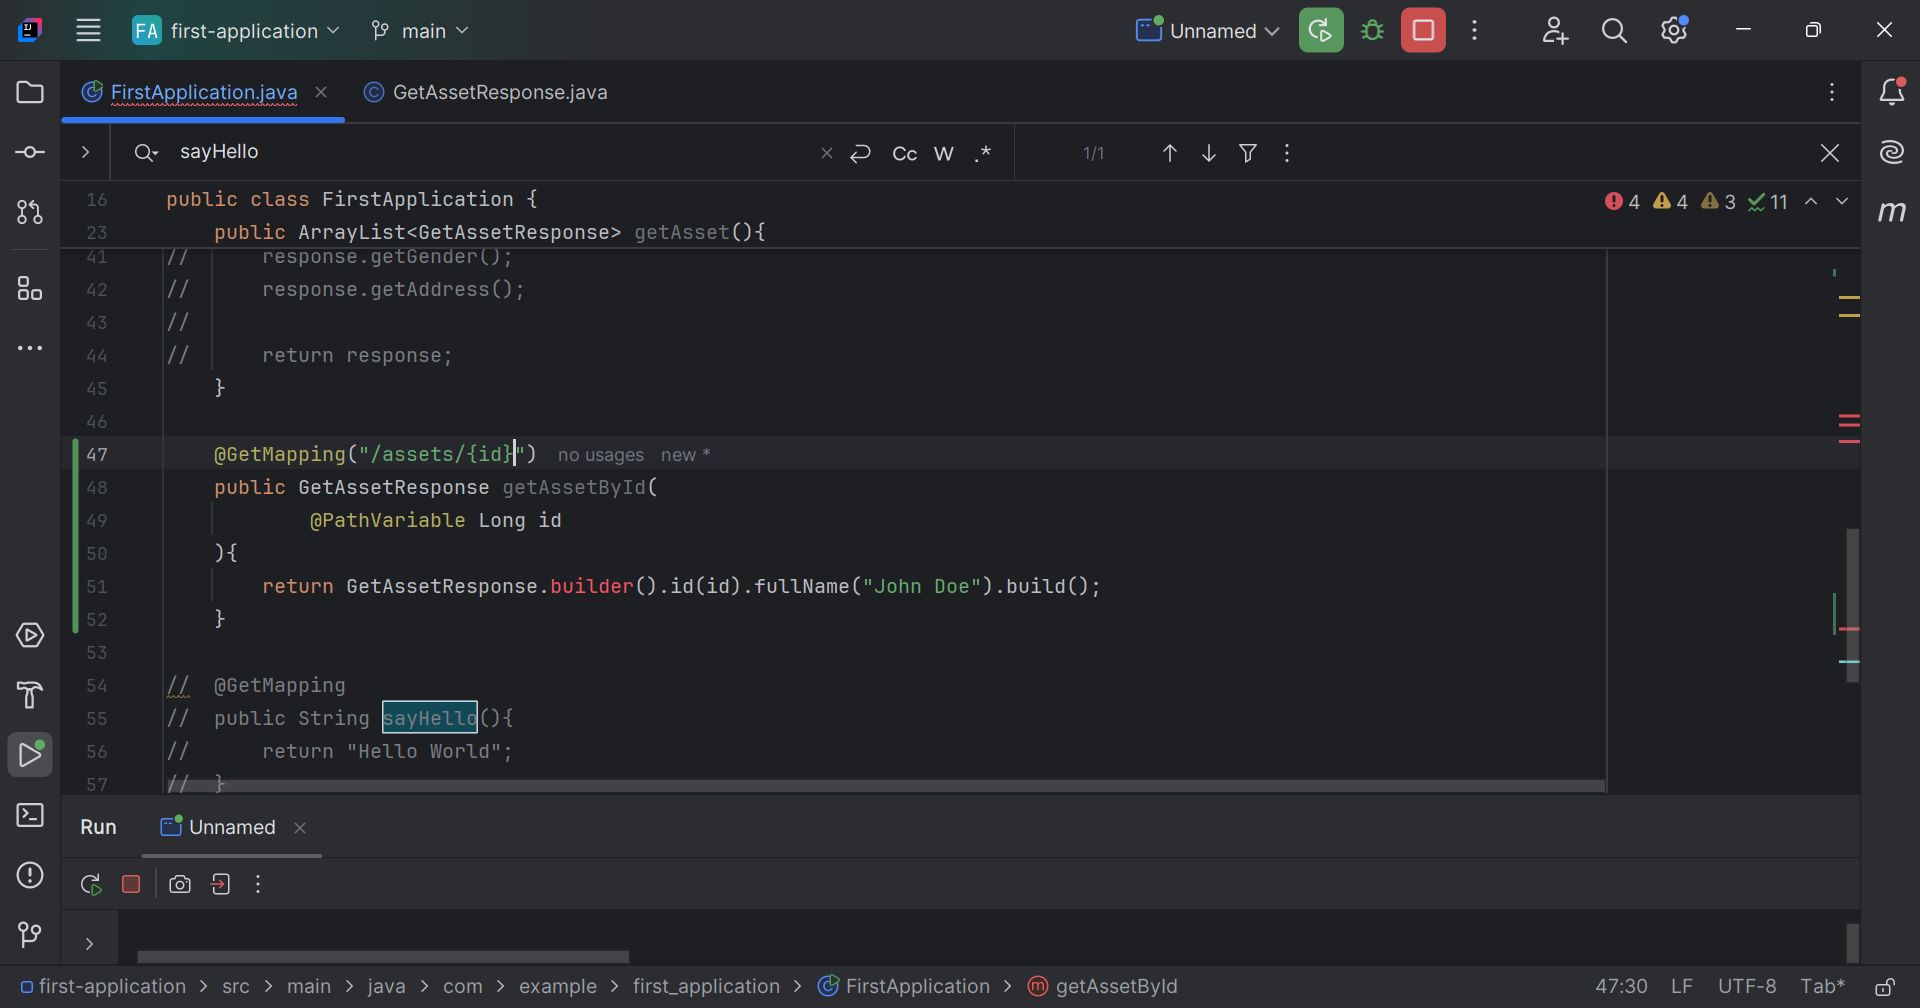 FA first-application main Unnamed
FirstApplication.java GetAssetResponse.java
sayHello Cc W .* 1/1
16 public class FirstApplication { 4 4 3 11
23 public ArrayList<GetAssetResponse> getAsset(){
41 // response.getGender();
42 // response.getAddress();
43 //
44 // return response;
45 }
46
47 @GetMapping("/assets/{id}") no usages new *
48 public GetAssetResponse getAssetById(
49 @PathVariable Long id
50 ){
51 return GetAssetResponse.builder().id(id).fullName("John Doe").build();
52 }
53
54 // @GetMapping
55 // public String sayHello(){
56 // return "Hello World";
57 // }
Run Unnamed
first-application > src > main > java > com > example > first_application > FirstApplication > getAssetById 47:30 LF UTF-8 Tab*